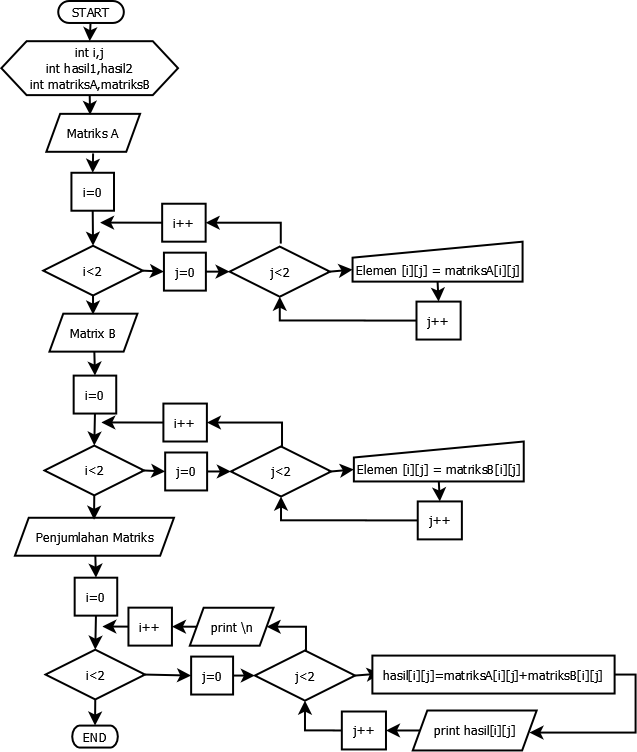 START
int i,j
int hasil1,hasil2
int matriksA,matriksB
Matriks A
i=0
i++
i<2
j=0
j<2
Elemen [i][j] = matriksA[i][j]
j++
Matrix B
i=0
i++
i<2
j=0
j<2
Elemen [i][j] = matriksB[i][j]
j++
Penjumlahan Matriks
i=0
i++
print \n
i<2
j=0
j<2
hasil[i][j]=matriksA[i][j]+matriksB[i][j]
END
j++
print hasil[i][j]